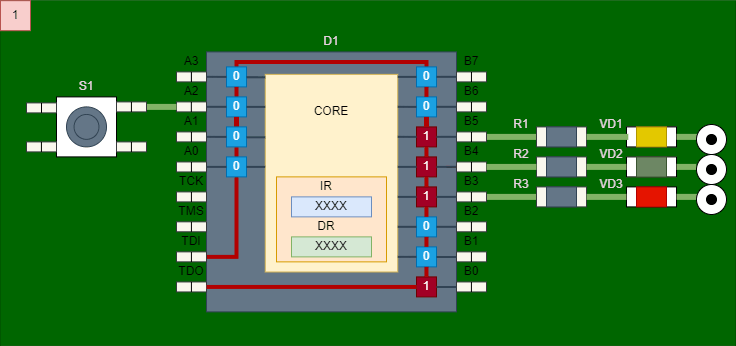 1
D1
S1
A3
A2
A1
A0
TCK
TMS
TDI
TDO
0
0
0
0
CORE
IR
XXXX
DR
XXXX
0
0
1
1
1
0
0
1
B7
B6
B5
B4
B3
B2
B1
B0
R1
VD1
R2
VD2
R3
VD3